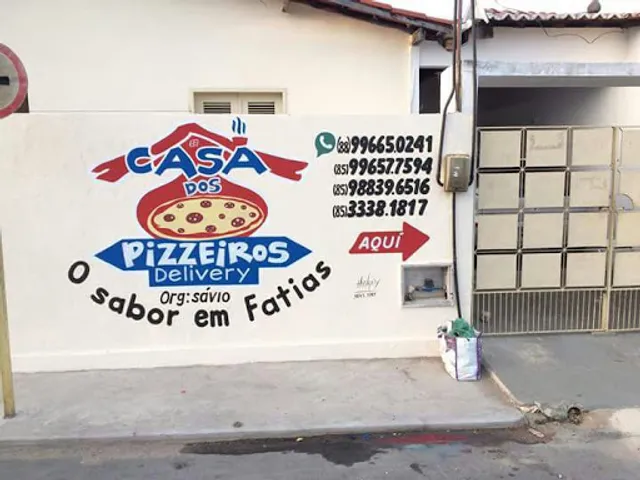 CASA
DOS
PIZZEIROS
Delivery
Org: sávio
O sabor em Fatias
(88)99665.0241
(85)99657.7594
(85)98839.6516
(85)3338.1817
AQUÍ